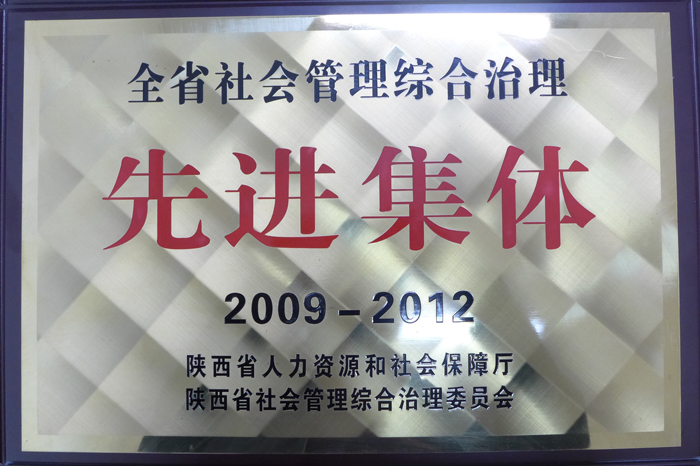 全省社会管理综合治理
先进集体
2009-2012
陕西省人力资源和社会保障厅
陕西省社会管理综合治理委员会